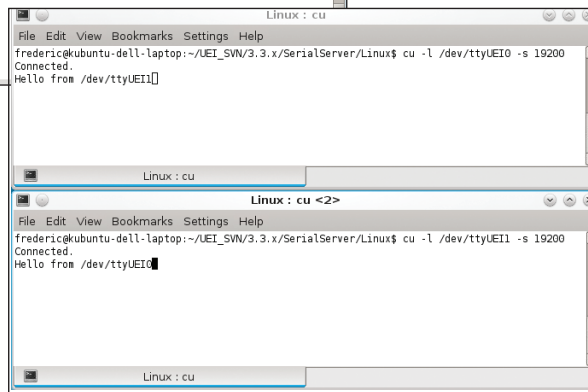 Linux : cu
File Edit View Bookmarks Settings Help
frederic@kubuntu-dell-laptop:~/UEI_SVN/3.3.x/SerialServer/Linux$ cu -l /dev/ttyUEI0 -s 19200
Connected.
Hello from /dev/ttyUEI1
Linux : cu
Linux : cu <2>
File Edit View Bookmarks Settings Help
frederic@kubuntu-dell-laptop:~/UEI_SVN/3.3.x/SerialServer/Linux$ cu -l /dev/ttyUEI1 -s 19200
Connected.
Hello from /dev/ttyUEI0
Linux : cu